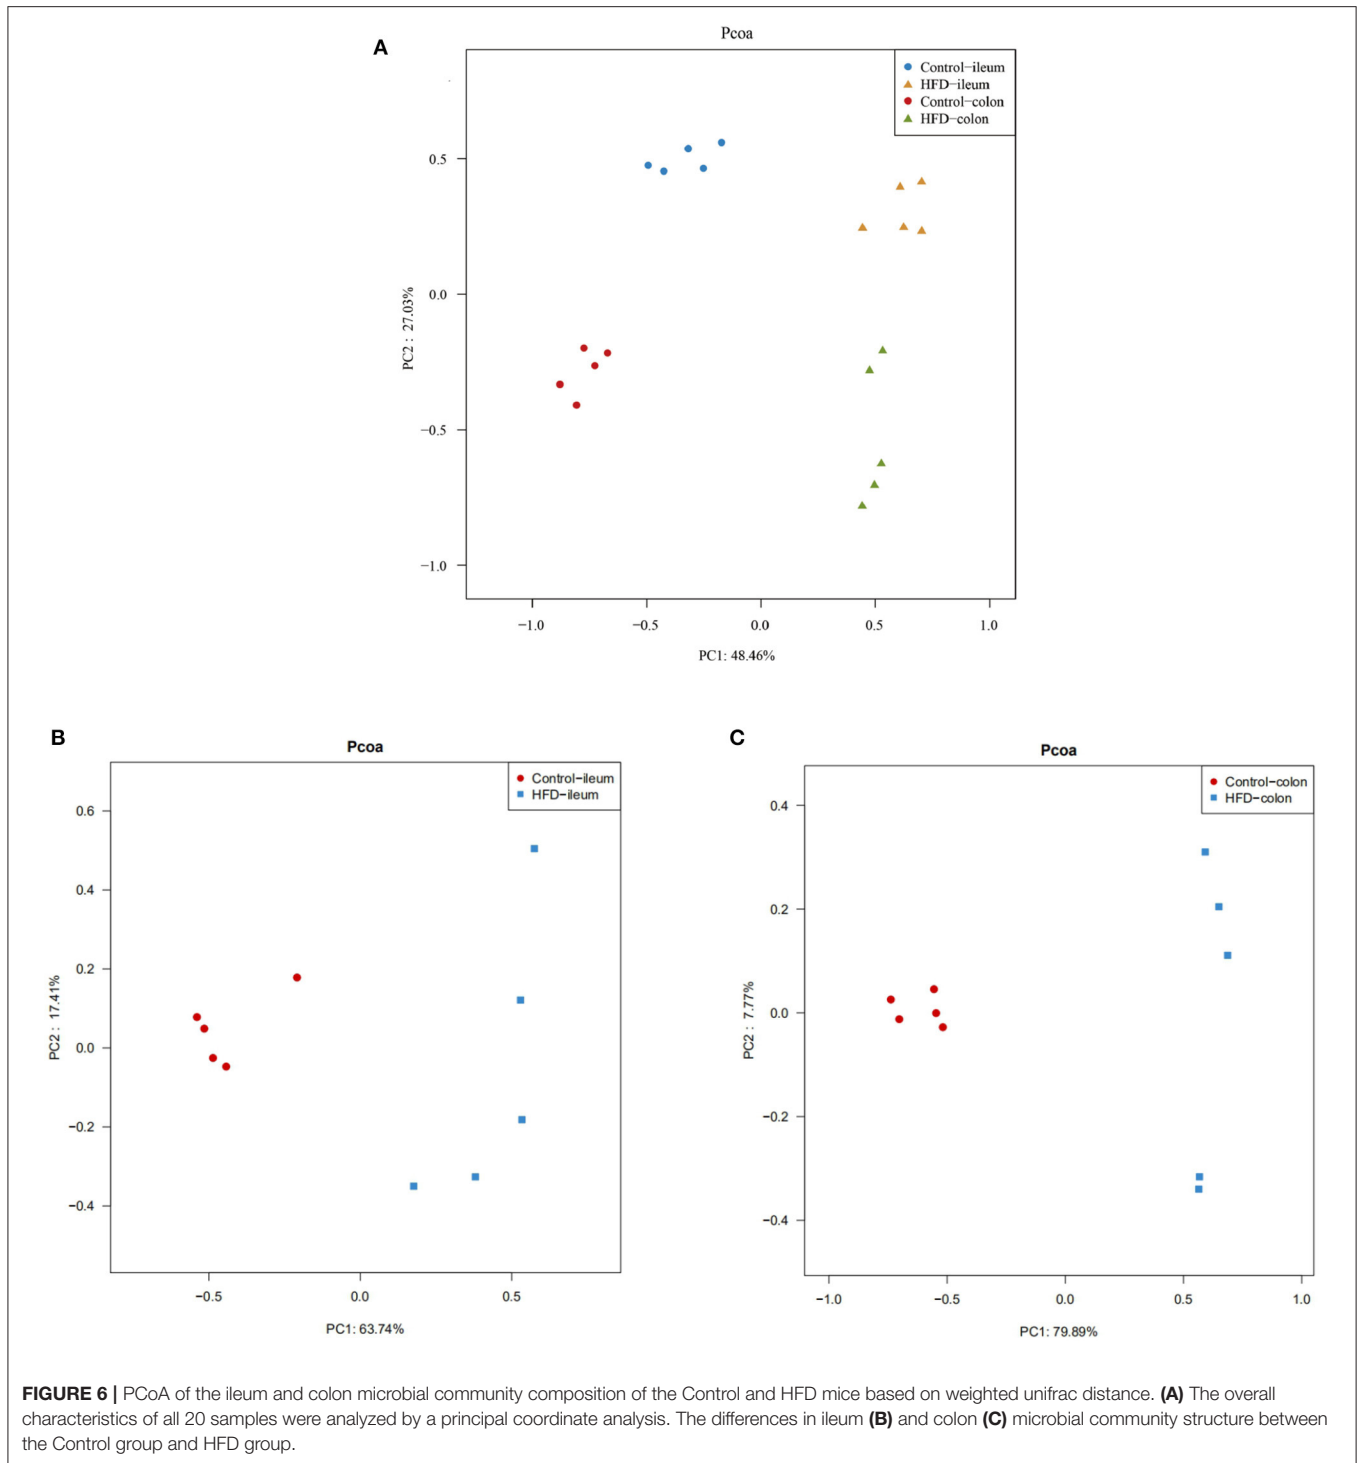 A
Pcoa
Control−ileum
HFD−ileum
Control−colon
HFD−colon
0.5
0.0
−0.5
−1.0
PC2 : 27.03%
−1.0 −0.5 0.0 0.5 1.0
PC1: 48.46%
B
Pcoa
Control−ileum
HFD−ileum
0.6
0.4
0.2
0.0
−0.2
−0.4
PC2 : 17.41%
−0.5 0.0 0.5
PC1: 63.74%
C
Pcoa
Control−colon
HFD−colon
0.4
0.2
0.0
−0.2
−0.4
PC2 : 7.77%
−1.0 −0.5 0.0 0.5 1.0
PC1: 79.89%
FIGURE 6 | PCoA of the ileum and colon microbial community composition of the Control and HFD mice based on weighted unifrac distance. (A) The overall
characteristics of all 20 samples were analyzed by a principal coordinate analysis. The differences in ileum (B) and colon (C) microbial community structure between
the Control group and HFD group.